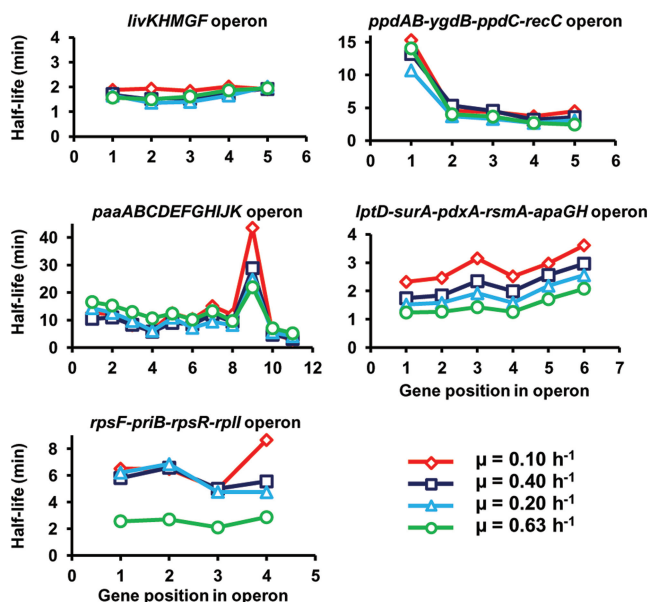 livKHMGF operon
Half-life (min)
4
3
2
1
0
0 1 2 3 4 5 6
ppdAB-ygdB-ppdC-recC operon
15
10
5
0
0 1 2 3 4 5 6
paaABCDEFGHIJK operon
Half-life (min)
40
30
20
10
0
0 2 4 6 8 10 12
lptD-surA-pdxA-rsmA-apaGH operon
4
3
2
1
0
0 1 2 3 4 5 6 7
Gene position in operon
rpsF-priB-rpsR-rplI operon
Half-life (min)
8
6
4
2
0
0 1 2 3 4 5
Gene position in operon
μ = 0.10 h-1
μ = 0.40 h-1
μ = 0.20 h-1
μ = 0.63 h-1